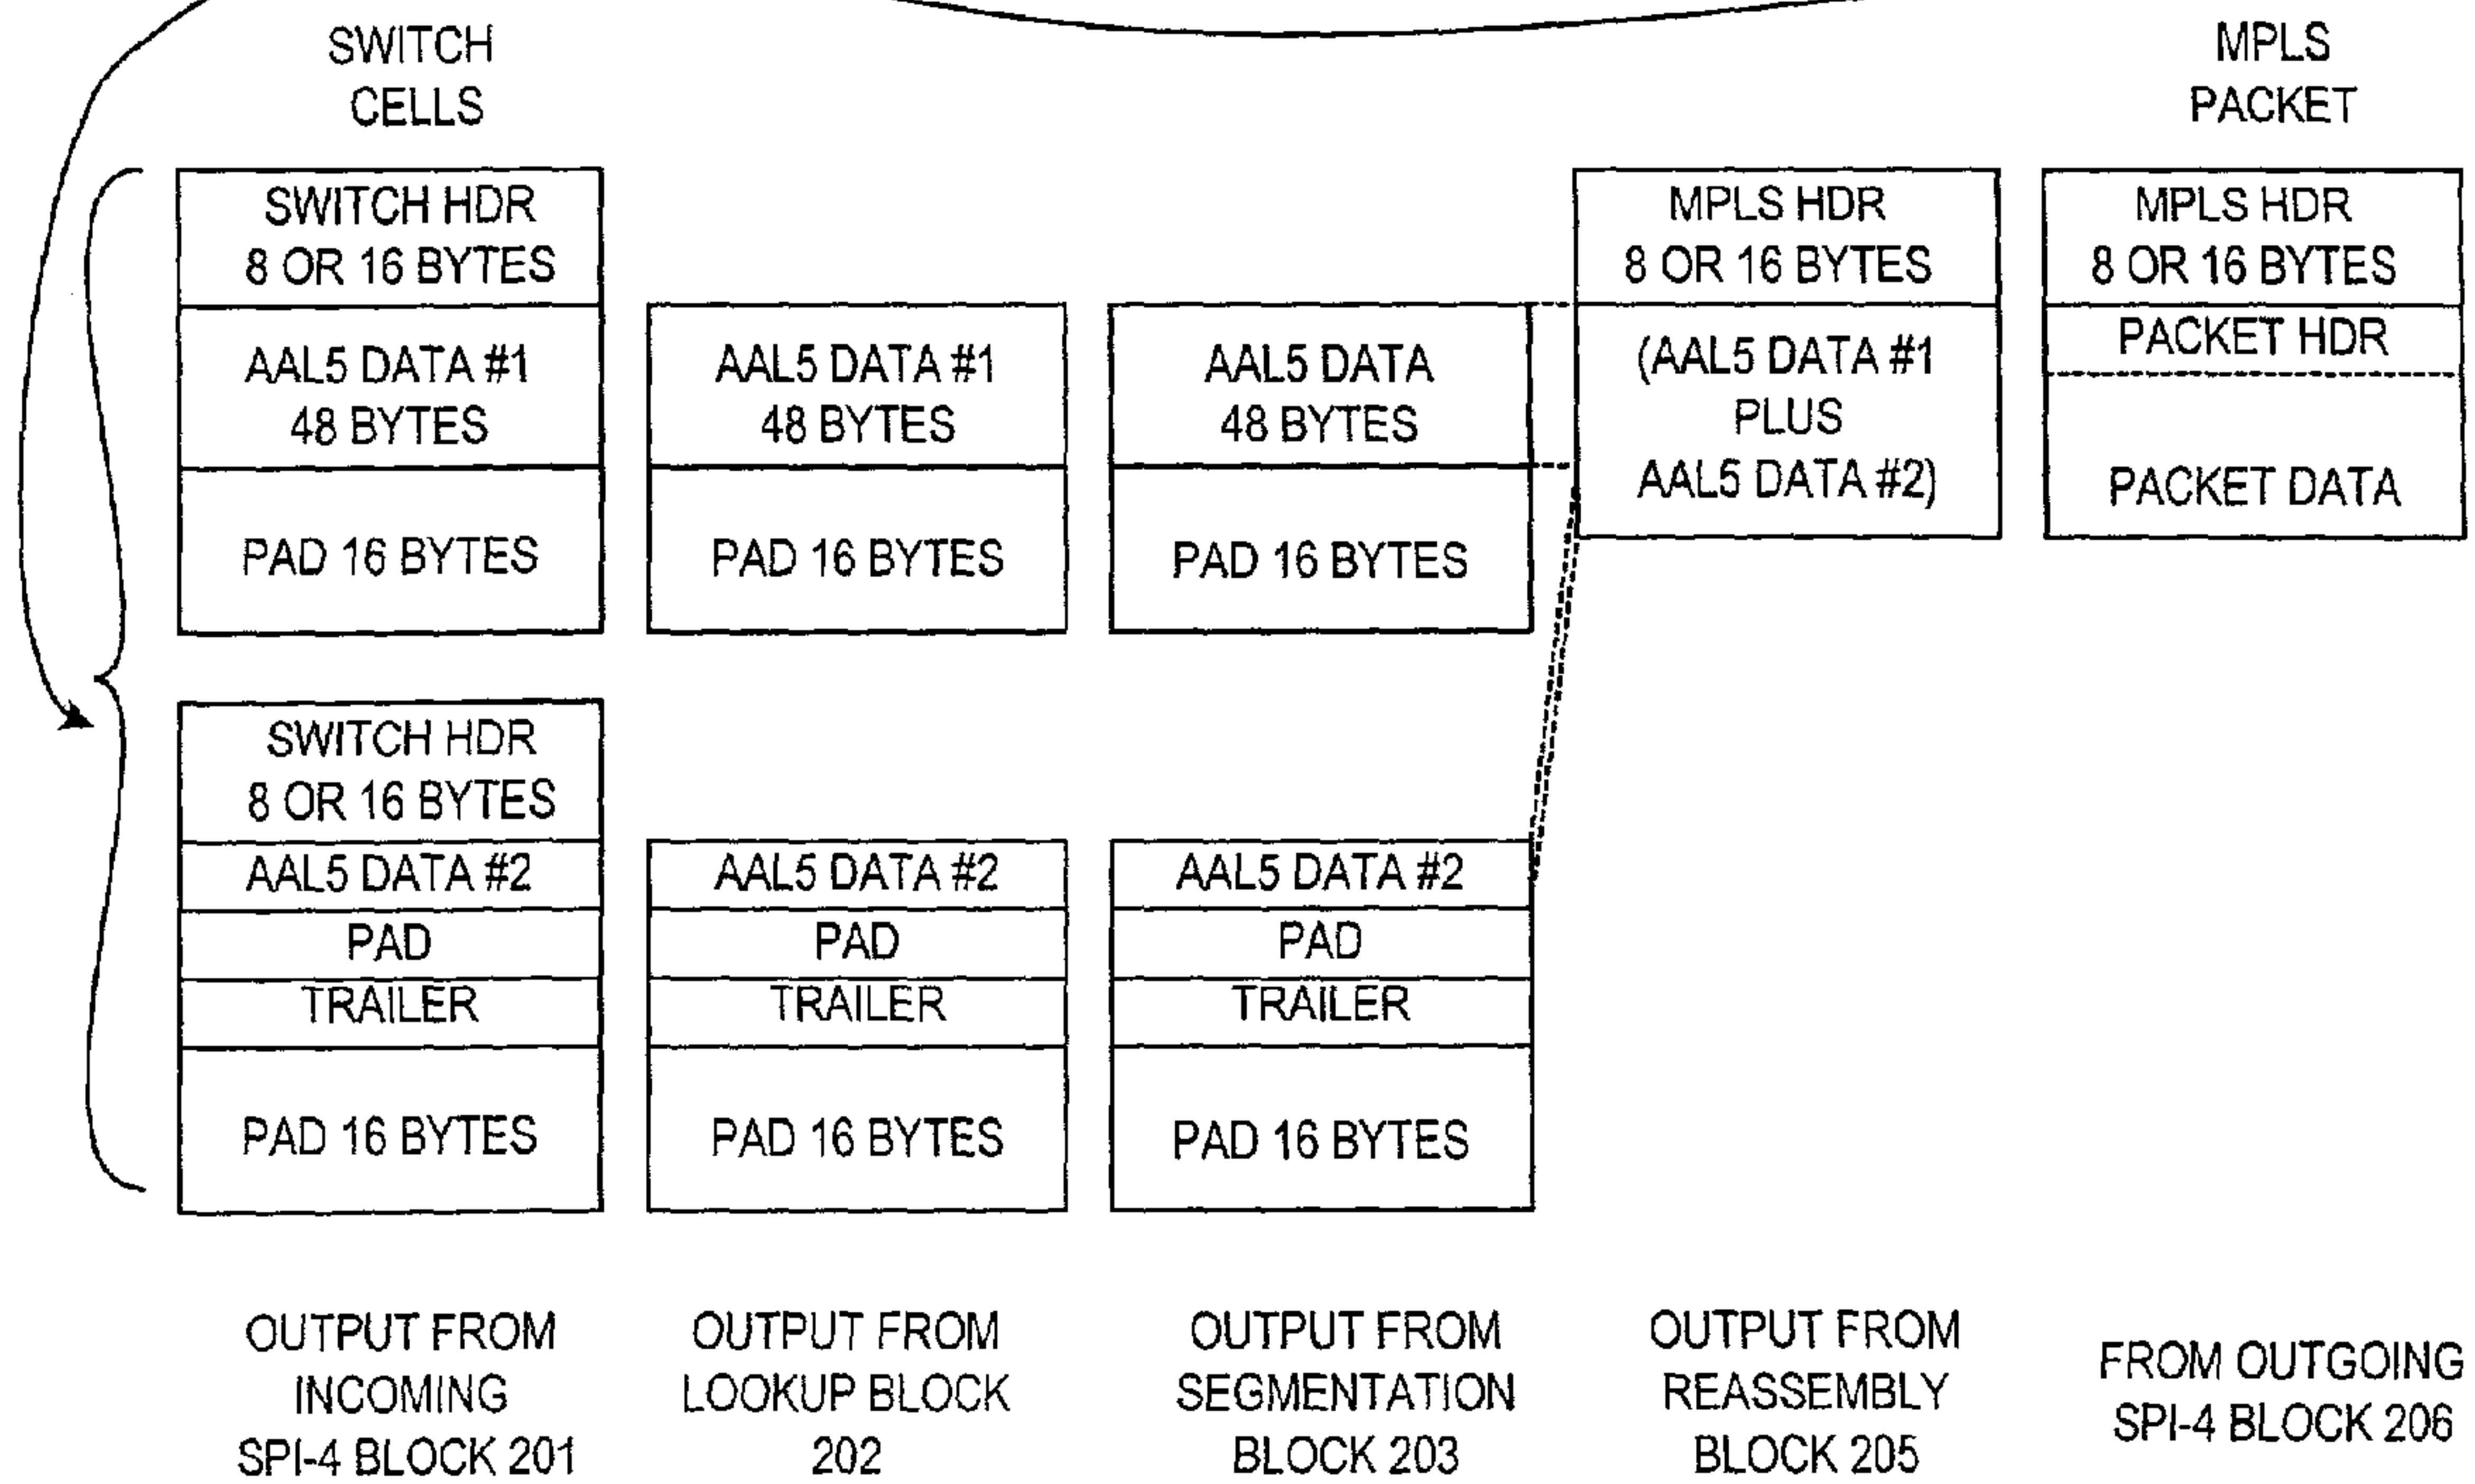 SWITCH
CELLS
MPLS
PACKET
SWITCH HDR
8 OR 16 BYTES
AAL5 DATA #1
48 BYTES
PAD 16 BYTES
AAL5 DATA #1
48 BYTES
PAD 16 BYTES
AAL5 DATA
48 BYTES
PAD 16 BYTES
MPLS HDR
8 OR 16 BYTES
(AAL5 DATA #1
PLUS
AAL5 DATA #2)
MPLS HDR
8 OR 16 BYTES
PACKET HDR
PACKET DATA
SWITCH HDR
8 OR 16 BYTES
AAL5 DATA #2
PAD
TRAILER
PAD 16 BYTES
AAL5 DATA #2
PAD
TRAILER
PAD 16 BYTES
AAL5 DATA #2
PAD
TRAILER
PAD 16 BYTES
OUTPUT FROM
INCOMING
SPI-4 BLOCK 201
OUTPUT FROM
LOOKUP BLOCK
202
OUTPUT FROM
SEGMENTATION
BLOCK 203
OUTPUT FROM
REASSEMBLY
BLOCK 205
FROM OUTGOING
SPI-4 BLOCK 206